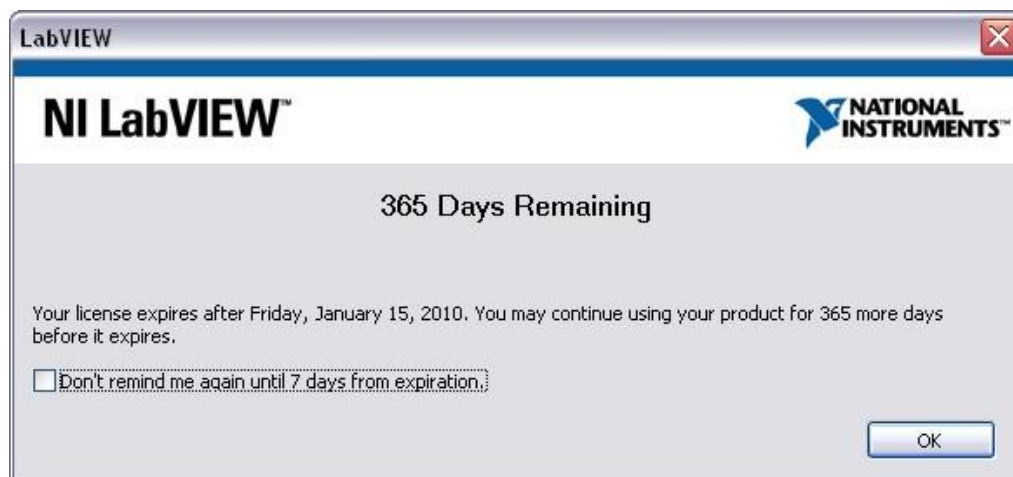 LabVIEW
NI LabVIEW™
NATIONAL
INSTRUMENTS™
365 Days Remaining
Your license expires after Friday, January 15, 2010. You may continue using your product for 365 more days
before it expires.
Don't remind me again until 7 days from expiration.
OK